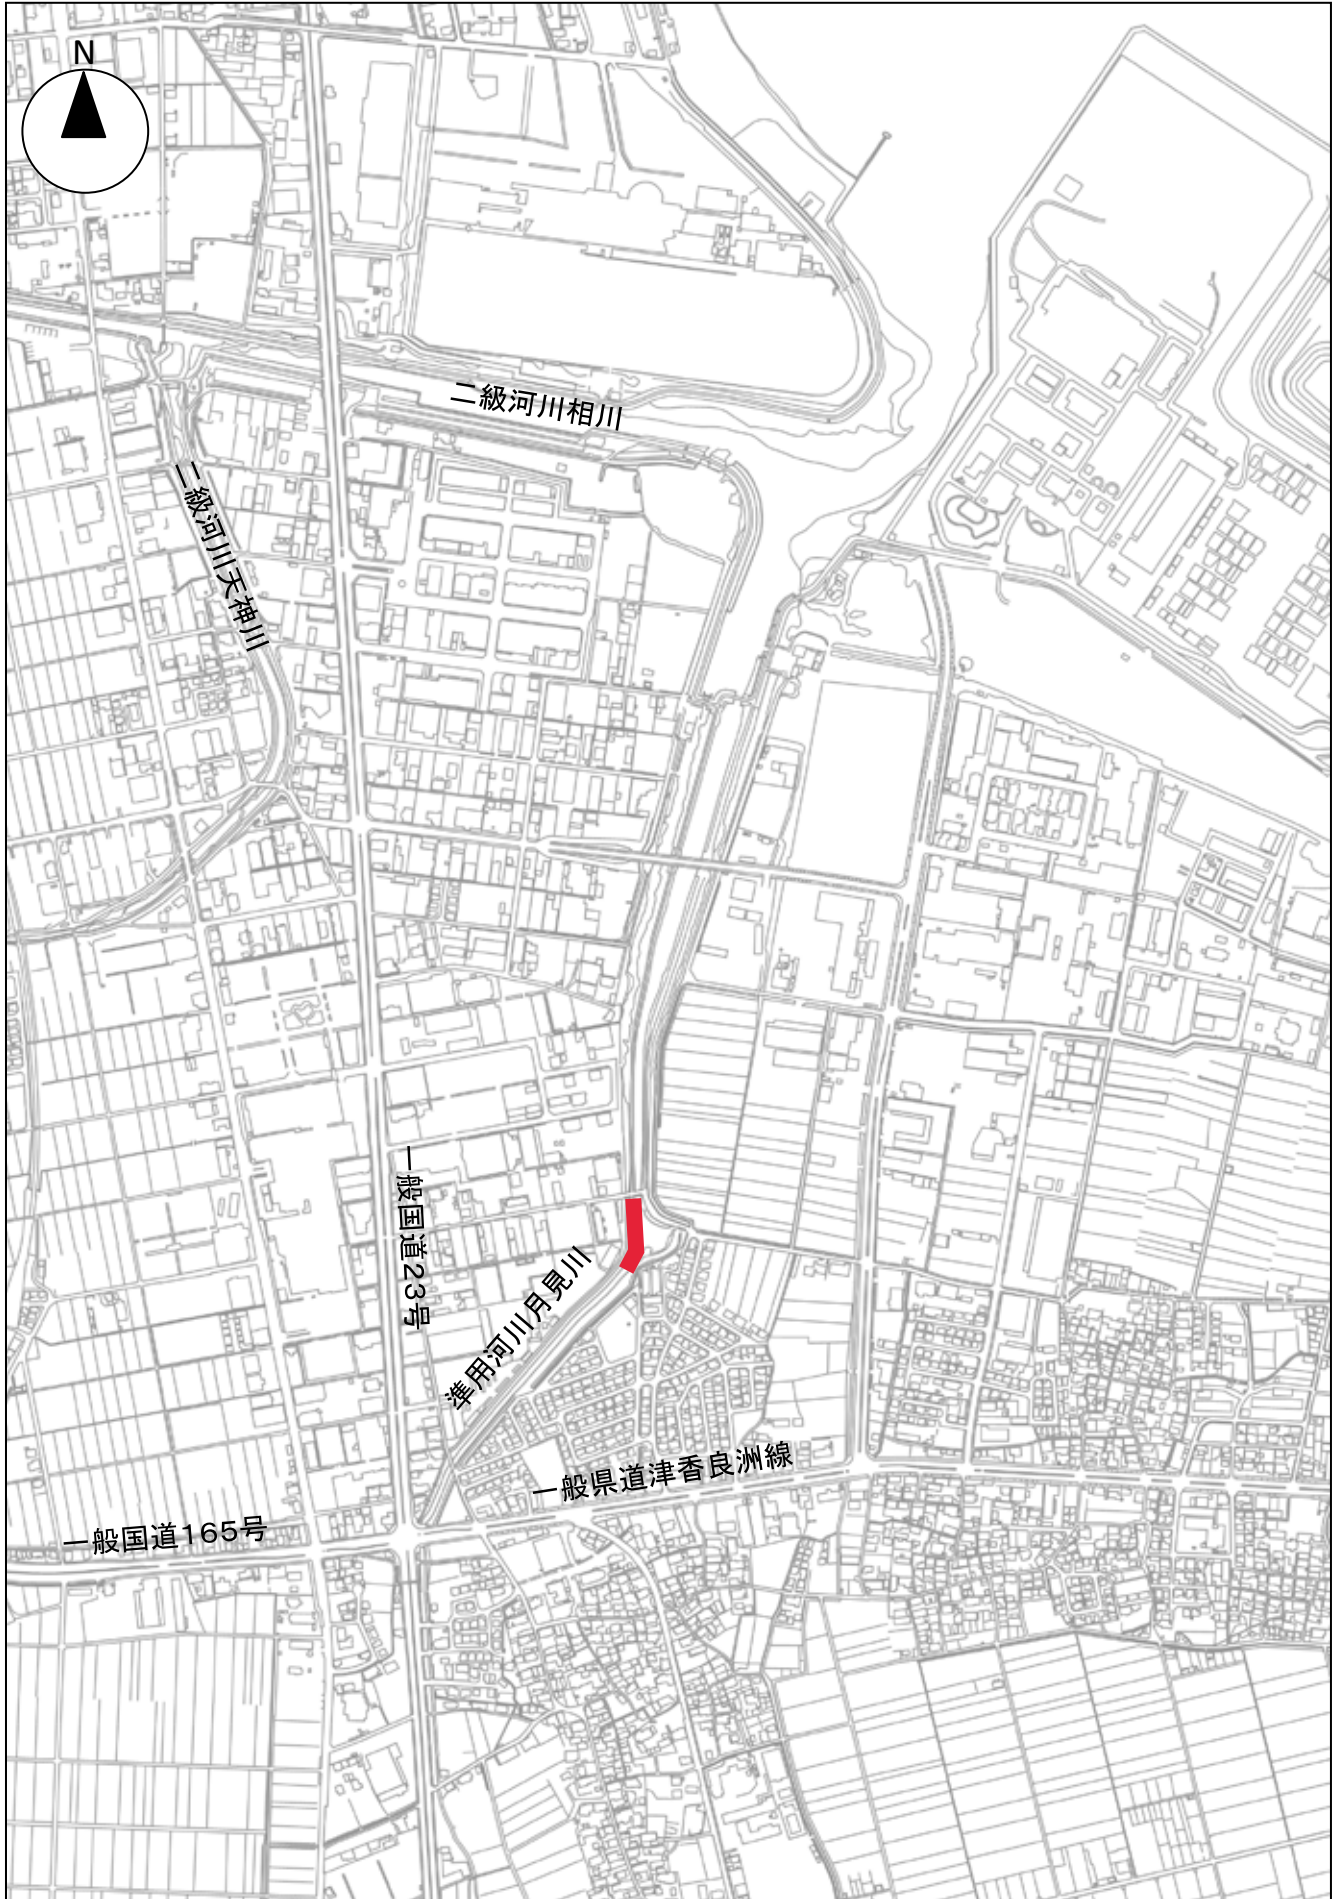 N
二級河川相川
二級河川天神川
一般国道23号
準用河川月見川
一般県道津香良洲線
一般国道165号